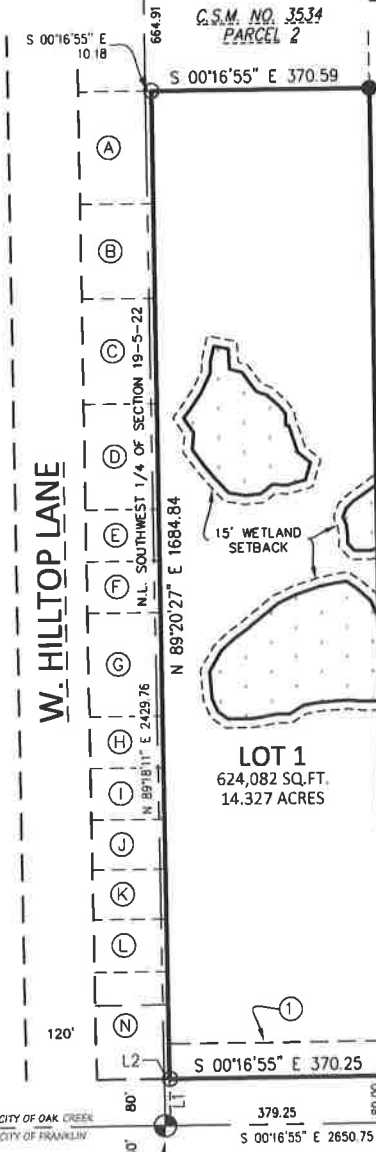 C.S.M. NO. 3534
PARCEL 2
664.91
S 00°16'55" E
10.18
S 00°16'55" E 370.59
A
B
C
D
E
F
G
H
I
J
K
L
N
N.L. SOUTHWEST 1/4 OF SECTION 19-5-22
N 89°18'11" E 2429.76
N 89°20'27" E 1684.84
W. HILLTOP LANE
15' WETLAND
SETBACK
LOT 1
624,082 SQ.FT.
14.327 ACRES
1
120'
L2
S 00°16'55" E 370.25
80'
L1
379.25
80.00
CITY OF OAK CREEK
CITY OF FRANKLIN
S 00°16'55" E 2650.75